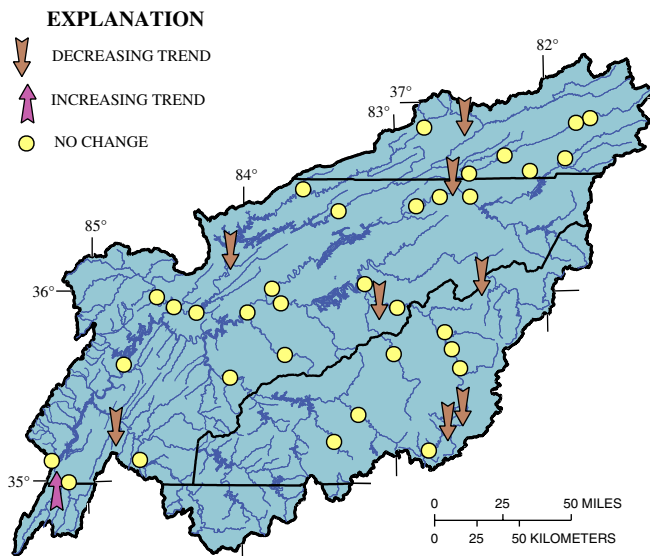 EXPLANATION
DECREASING TREND
INCREASING TREND
NO CHANGE
82°
37°
83°
84°
85°
36°
35°
0 25 50 MILES
0 25 50 KILOMETERS